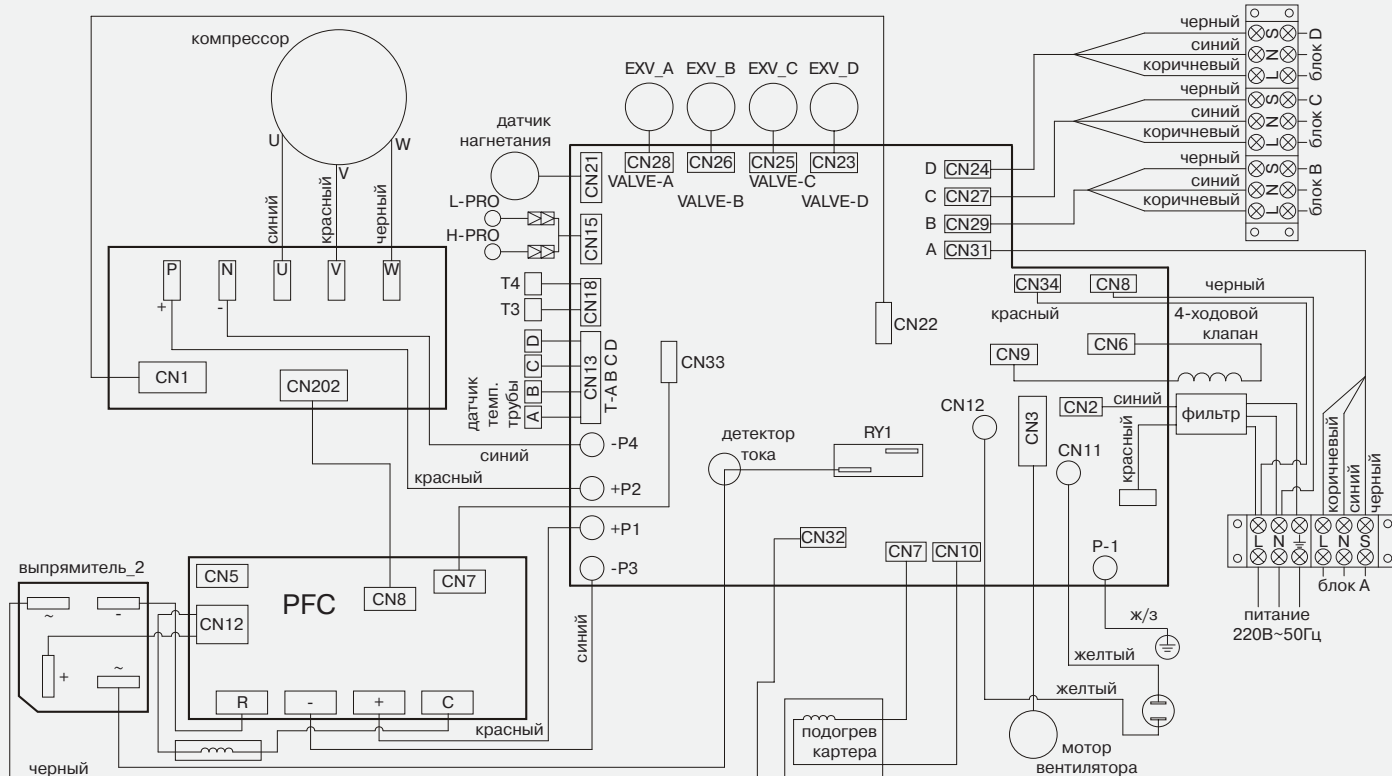 компрессор
U
V
W
синий
красный
черный
P
N
U
V
W
+
-
CN1
CN202
датчик
нагнетания
L-PRO
H-PRO
T4
T3
D
C
B
A
датчик
темп.
трубы
CN21
CN15
CN18
CN13
T-A B C D
EXV_A
EXV_B
EXV_C
EXV_D
CN28
CN26
CN25
CN23
VALVE-A
VALVE-B
VALVE-C
VALVE-D
D
CN24
C
CN27
B
CN29
A
CN31
черный
синий
коричневый
черный
синий
коричневый
черный
синий
коричневый
S
N
L
S
N
L
S
N
L
блок D
блок C
блок B
CN34
CN8
черный
красный
4-ходовой
клапан
CN22
CN33
CN9
CN6
CN12
CN3
CN2
синий
фильтр
CN11
красный
коричневый
синий
черный
-P4
синий
+P2
красный
+P1
-P3
детектор
тока
RY1
CN32
CN7
CN10
P-1
ж/з
L
N
L
N
S
блок A
питание
220В~50Гц
выпрямитель_2
~
-
+
~
черный
CN5
CN12
PFC
CN8
CN7
R
-
+
C
красный
синий
подогрев
картера
желтый
желтый
мотор
вентилятора